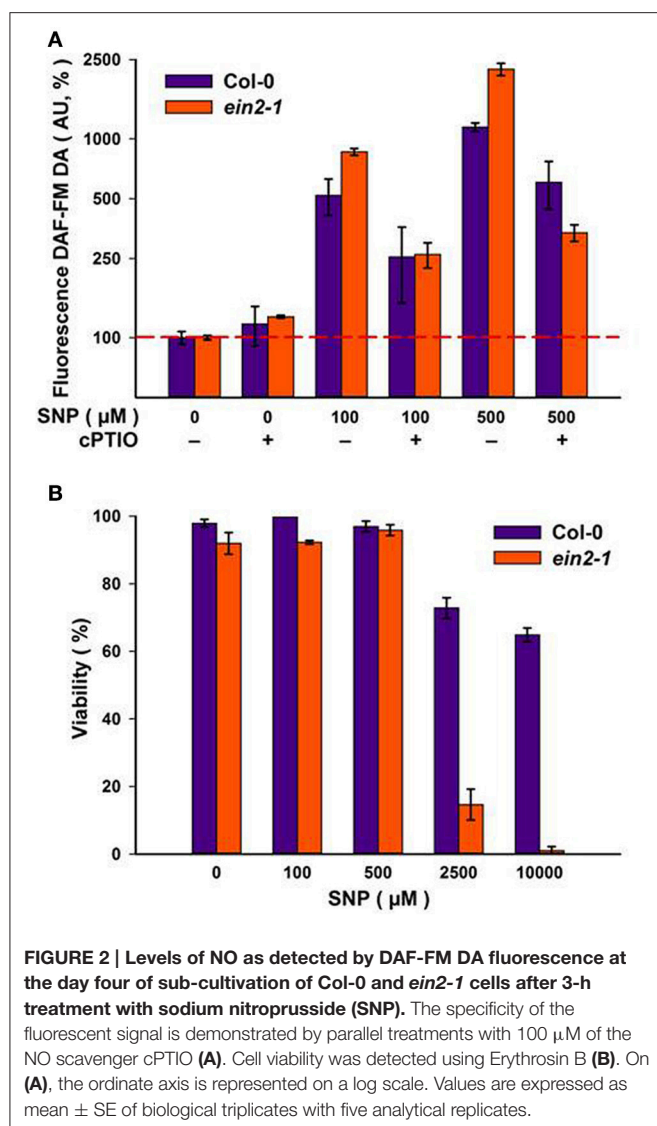 A
Fluorescence DAF-FM DA ( AU, % )
2500
1000
500
250
100
Col-0
ein2-1
SNP ( µM ) 0 0 100 100 500 500
cPTIO – + – + – +
B
Viability ( % )
100
80
60
40
20
0
Col-0
ein2-1
0 100 500 2500 10000
SNP ( µM )
FIGURE 2 | Levels of NO as detected by DAF-FM DA fluorescence at
the day four of sub-cultivation of Col-0 and ein2-1 cells after 3-h
treatment with sodium nitroprusside (SNP). The specificity of the
fluorescent signal is demonstrated by parallel treatments with 100 µM of the
NO scavenger cPTIO (A). Cell viability was detected using Erythrosin B (B). On
(A), the ordinate axis is represented on a log scale. Values are expressed as
mean ± SE of biological triplicates with five analytical replicates.